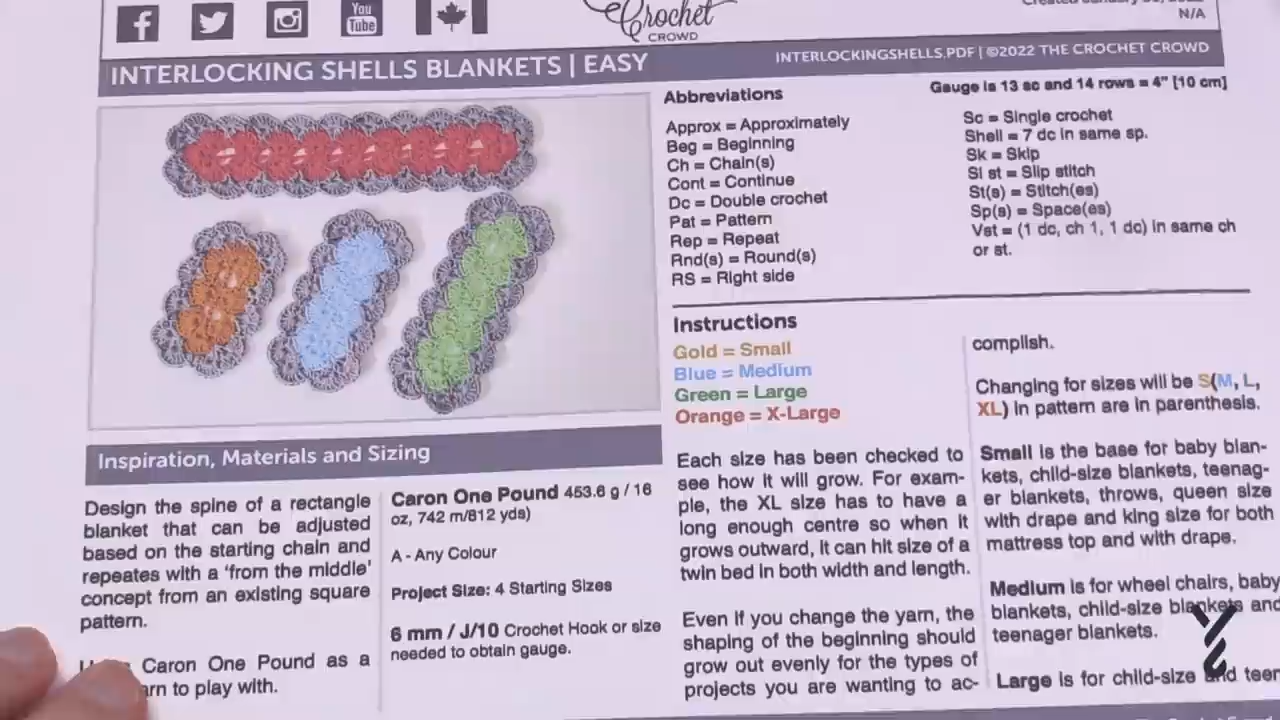 You
Tube
Crochet
CROWD
N/A
INTERLOCKING SHELLS BLANKETS | EASY
INTERLOCKINGSHELLS.PDF | ©2022 THE CROCHET CROWD
Abbreviations
Gauge is 13 sc and 14 rows = 4" [10 cm]
Approx = Approximately
Beg = Beginning
Ch = Chain(s)
Cont = Continue
Dc = Double crochet
Pat = Pattern
Rep = Repeat
Rnd(s) = Round(s)
RS = Right side
Sc = Single crochet
Shell = 7 dc in same sp.
Sk = Skip
Sl st = Slip stitch
St(s) = Stitch(es)
Sp(s) = Space(es)
Vst = (1 dc, ch 1, 1 dc) in same ch
or st.
Inspiration, Materials and Sizing
Design the spine of a rectangle
blanket that can be adjusted
based on the starting chain and
repeates with a 'from the middle'
concept from an existing square
pattern.
Caron One Pound as a
to play with.
Caron One Pound 453.6 g / 16
oz, 742 m/812 yds)
A - Any Colour
Project Size: 4 Starting Sizes
6 mm / J/10 Crochet Hook or size
needed to obtain gauge.
Instructions
Gold = Small
Blue = Medium
Green = Large
Orange = X-Large
Each size has been checked to
see how it will grow. For exam-
ple, the XL size has to have a
long enough centre so when it
grows outward, it can hit size of a
twin bed in both width and length.
Even if you change the yarn, the
shaping of the beginning should
grow out evenly for the types of
projects you are wanting to ac-
complish.
Changing for sizes will be S(M, L,
XL) in pattern are in parenthesis.
Small is the base for baby blan-
kets, child-size blankets, teenag-
er blankets, throws, queen size
with drape and king size for both
mattress top and with drape.
Medium is for wheel chairs, baby
blankets, child-size blankets and
teenager blankets.
Large is for child-size and teen